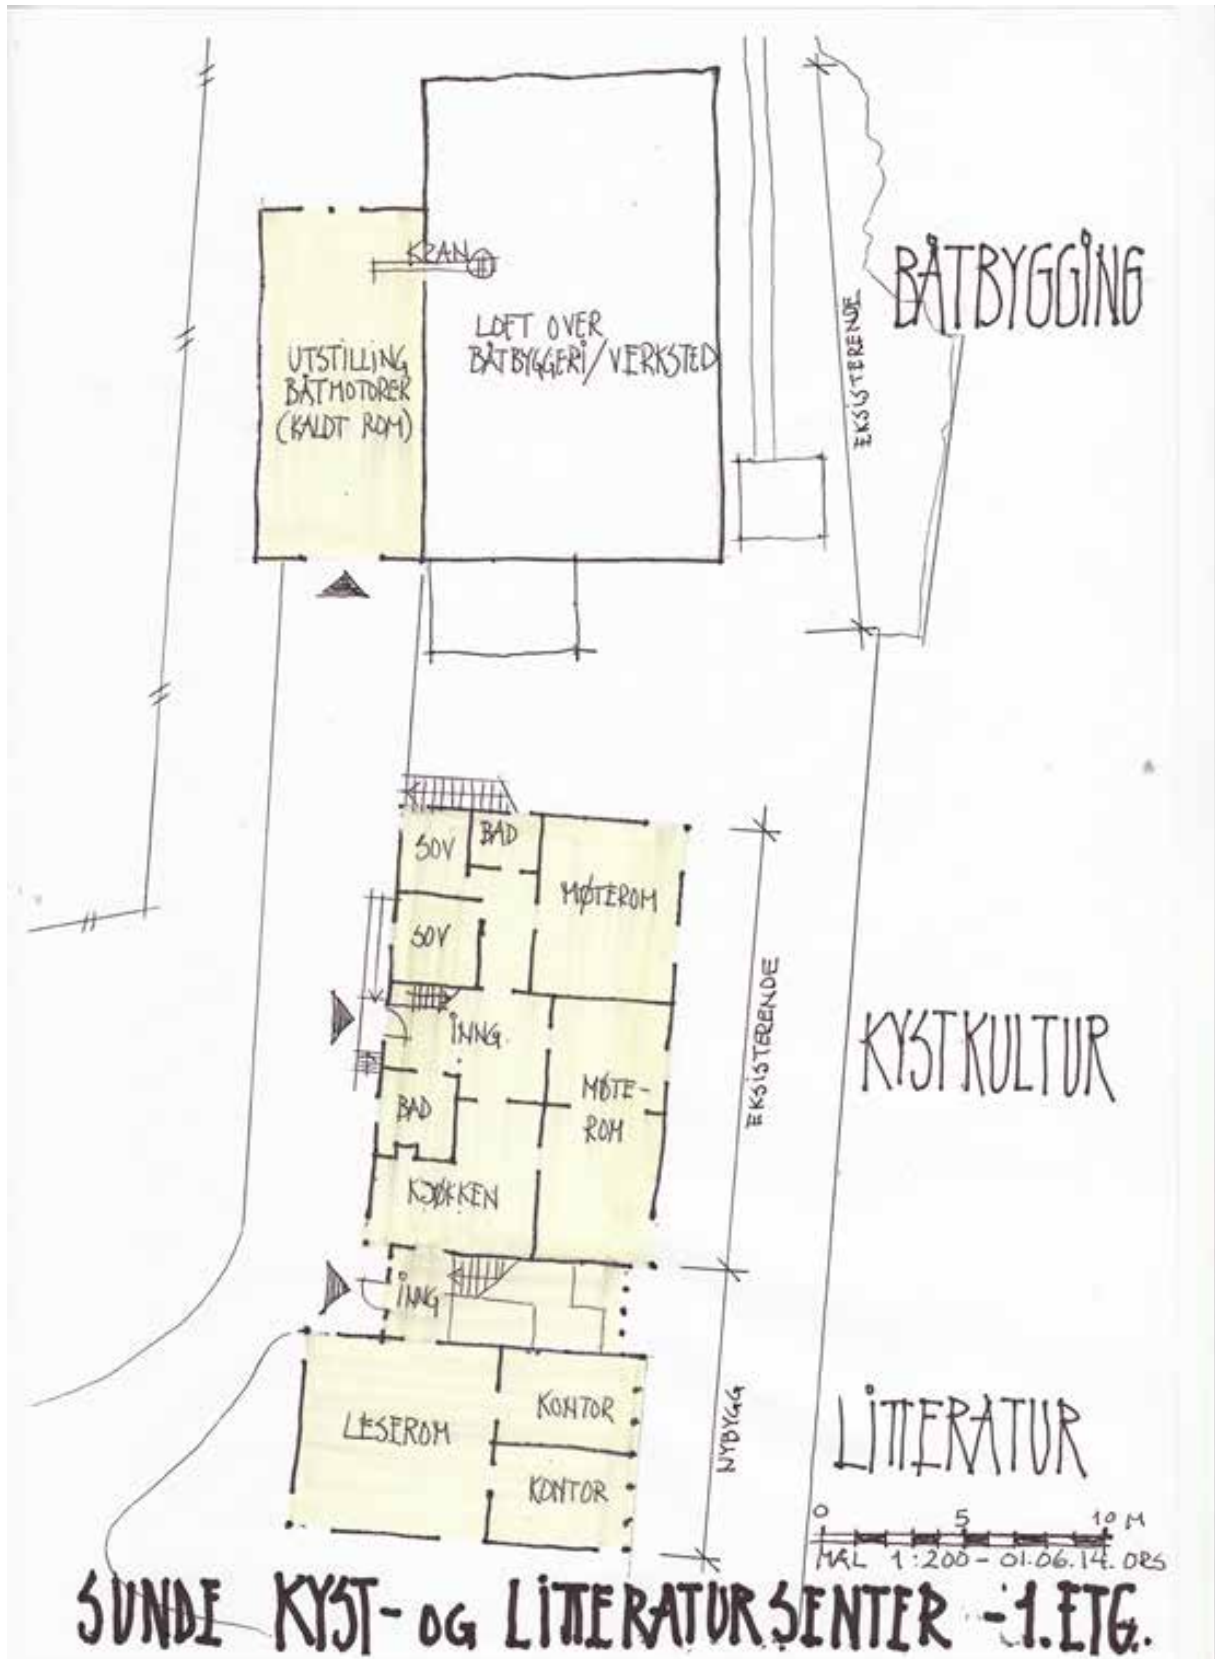 KRAN
LOFT OVER
BÅTBYGGERI/VERKSTED
UTSTILLING
BÅTMOTORER
(KALDT ROM)
EKSISTERENDE
BÅTBYGGING
SOV
BAD
MØTEROM
SOV
INNG.
MØTE-
ROM
BAD
KJØKKEN
EKSISTERENDE
KYSTKULTUR
INNG
LESEROM
KONTOR
KONTOR
NYBYGG
LITTERATUR
0 5 10 M
MÅL 1:200 - 01.06.14. ORS
SUNDE KYST- OG LITTERATURSENTER - 1. ETG.